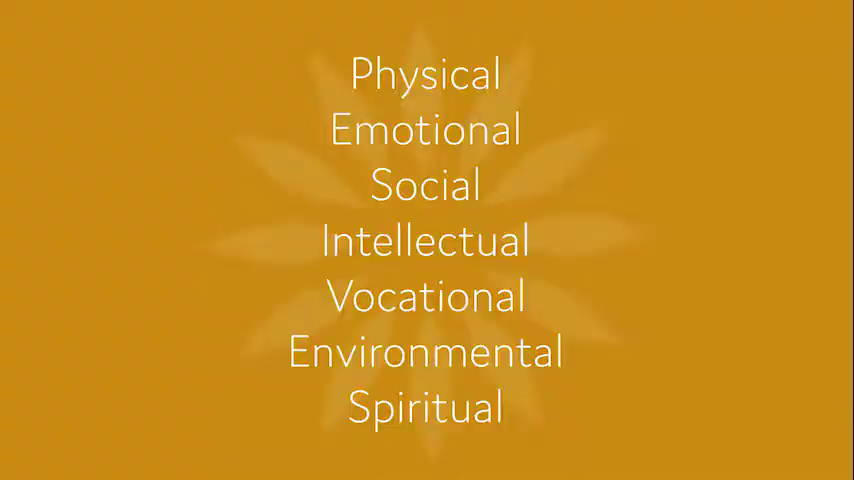 Physical
Emotional
Social
Intellectual
Vocational
Environmental
Spiritual